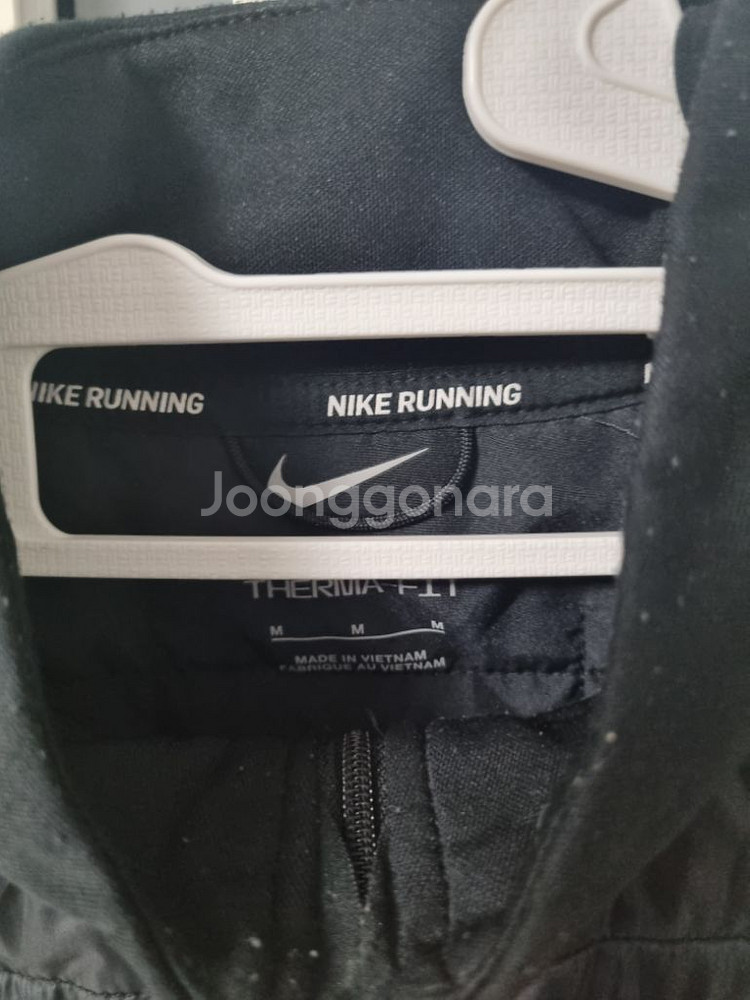 NIKE RUNNING NIKE RUNNING
Joonggonara
THERMA-FIT
M M M
MADE IN VIETNAM
FABRIQUE AU VIETNAM